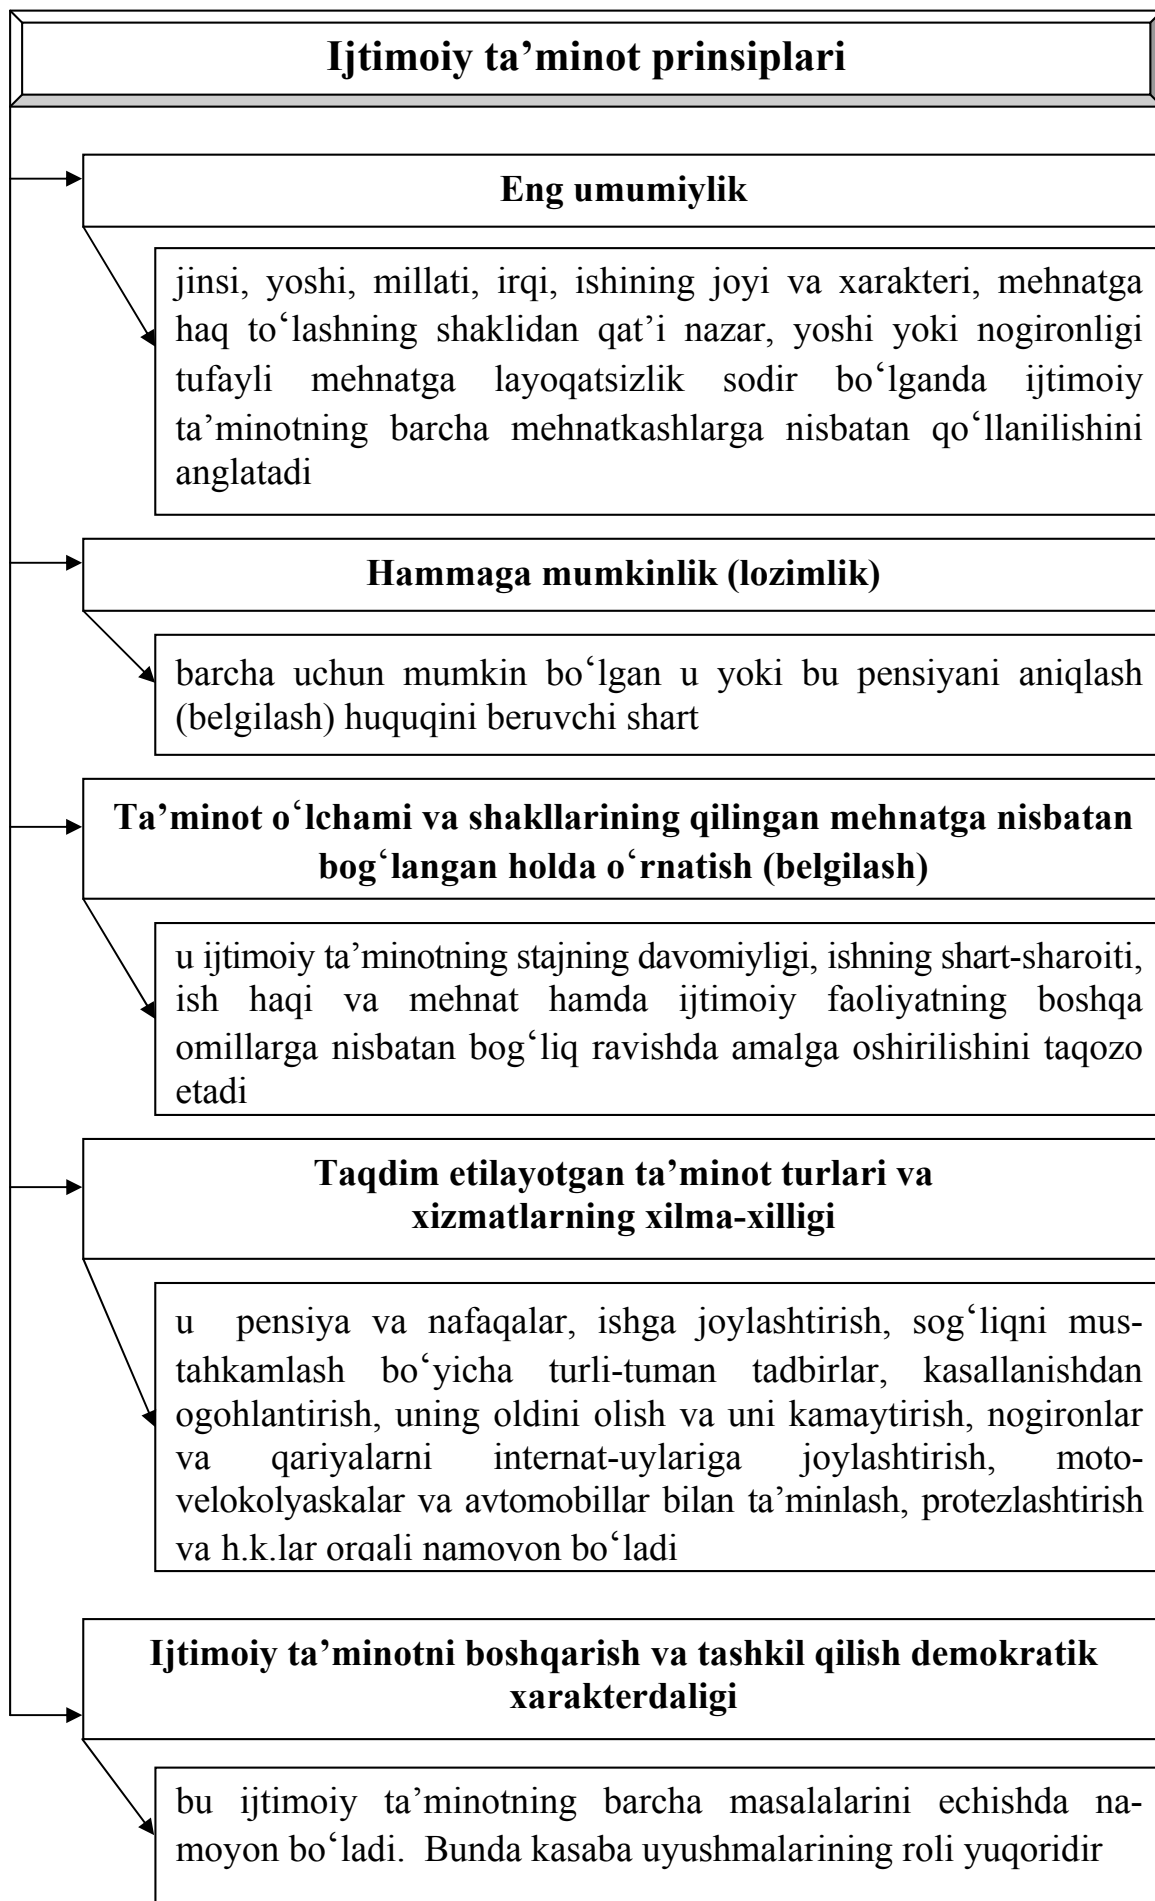 Ijtimoiy ta’minot prinsiplari
Eng umumiylik
jinsi, yoshi, millati, irqi, ishining joyi va xarakteri, mehnatga
haq to‘lashning shaklidan qat’i nazar, yoshi yoki nogironligi
tufayli mehnatga layoqatsizlik sodir bo‘lganda ijtimoiy
ta’minotning barcha mehnatkashlarga nisbatan qo‘llanilishini
anglatadi
Hammaga mumkinlik (lozimlik)
barcha uchun mumkin bo‘lgan u yoki bu pensiyani aniqlash
(belgilash) huquqini beruvchi shart
Ta’minot o‘lchami va shakllarining qilingan mehnatga nisbatan
bog‘langan holda o‘rnatish (belgilash)
u ijtimoiy ta’minotning stajning davomiyligi, ishning shart-sharoiti,
ish haqi va mehnat hamda ijtimoiy faoliyatning boshqa
omillarga nisbatan bog‘liq ravishda amalga oshirilishini taqozo
etadi
Taqdim etilayotgan ta’minot turlari va
xizmatlarning xilma-xilligi
u pensiya va nafaqalar, ishga joylashtirish, sog‘liqni mus-
tahkamlash bo‘yicha turli-tuman tadbirlar, kasallanishdan
ogohlantirish, uning oldini olish va uni kamaytirish, nogironlar
va qariyalarni internat-uylariga joylashtirish, moto-
velokolyaskalar va avtomobillar bilan ta’minlash, protezlashtirish
va h.k.lar orqali namoyon bo‘ladi
Ijtimoiy ta’minotni boshqarish va tashkil qilish demokratik
xarakterdaligi
bu ijtimoiy ta’minotning barcha masalalarini echishda na-
moyon bo‘ladi. Bunda kasaba uyushmalarining roli yuqoridir